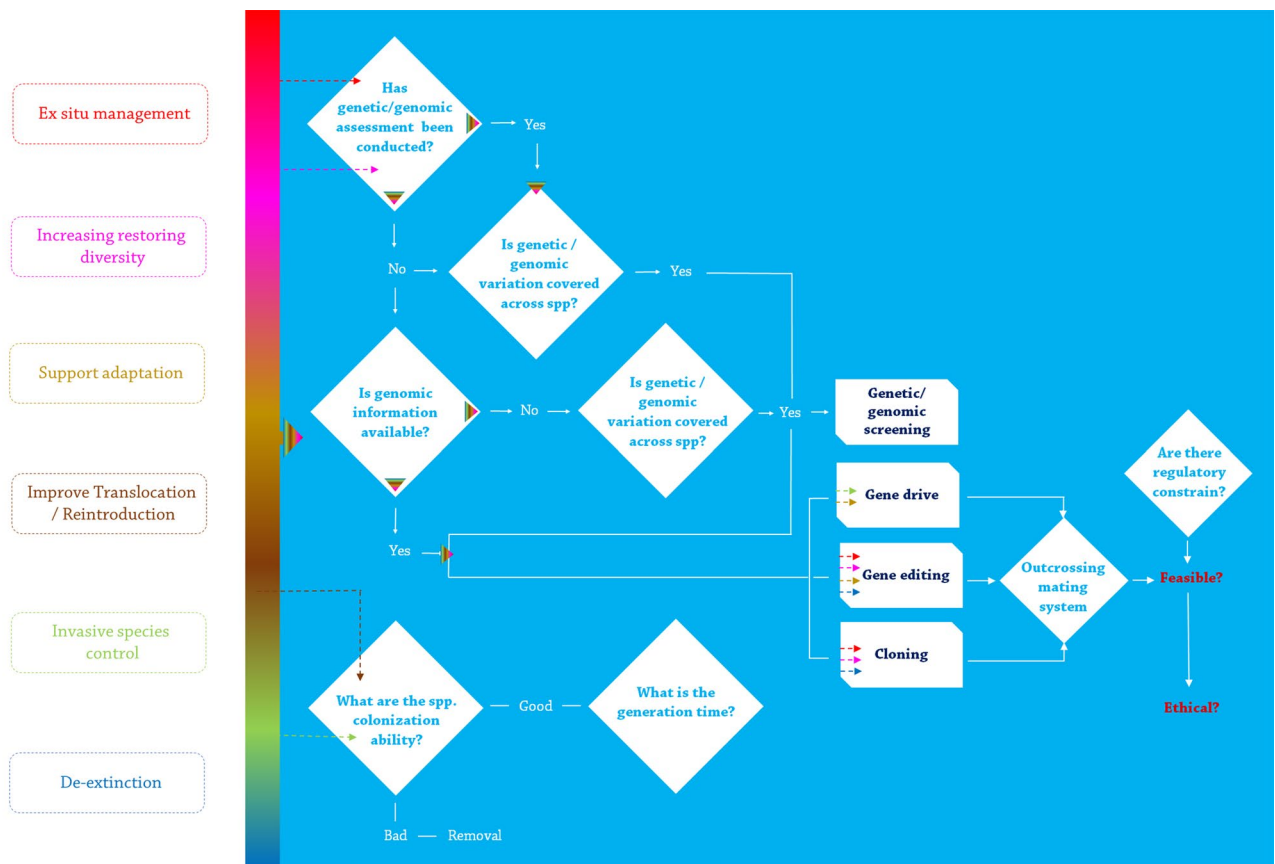 Ex situ management
Increasing restoring
diversity
Support adaptation
Improve Translocation
/ Reintroduction
Invasive species
control
De-extinction
Has
genetic/genomic
assessment been
conducted?
Yes
No
Is genetic /
genomic
variation covered
across spp?
Yes
Is genomic
information
available?
No
Is genetic /
genomic
variation covered
across spp?
Yes
Genetic/
genomic
screening
Yes
Gene drive
Gene editing
Cloning
Outcrossing
mating
system
Are there
regulatory
constrain?
Feasible?
Ethical?
What are the spp.
colonization
ability?
Good
What is the
generation time?
Bad
Removal